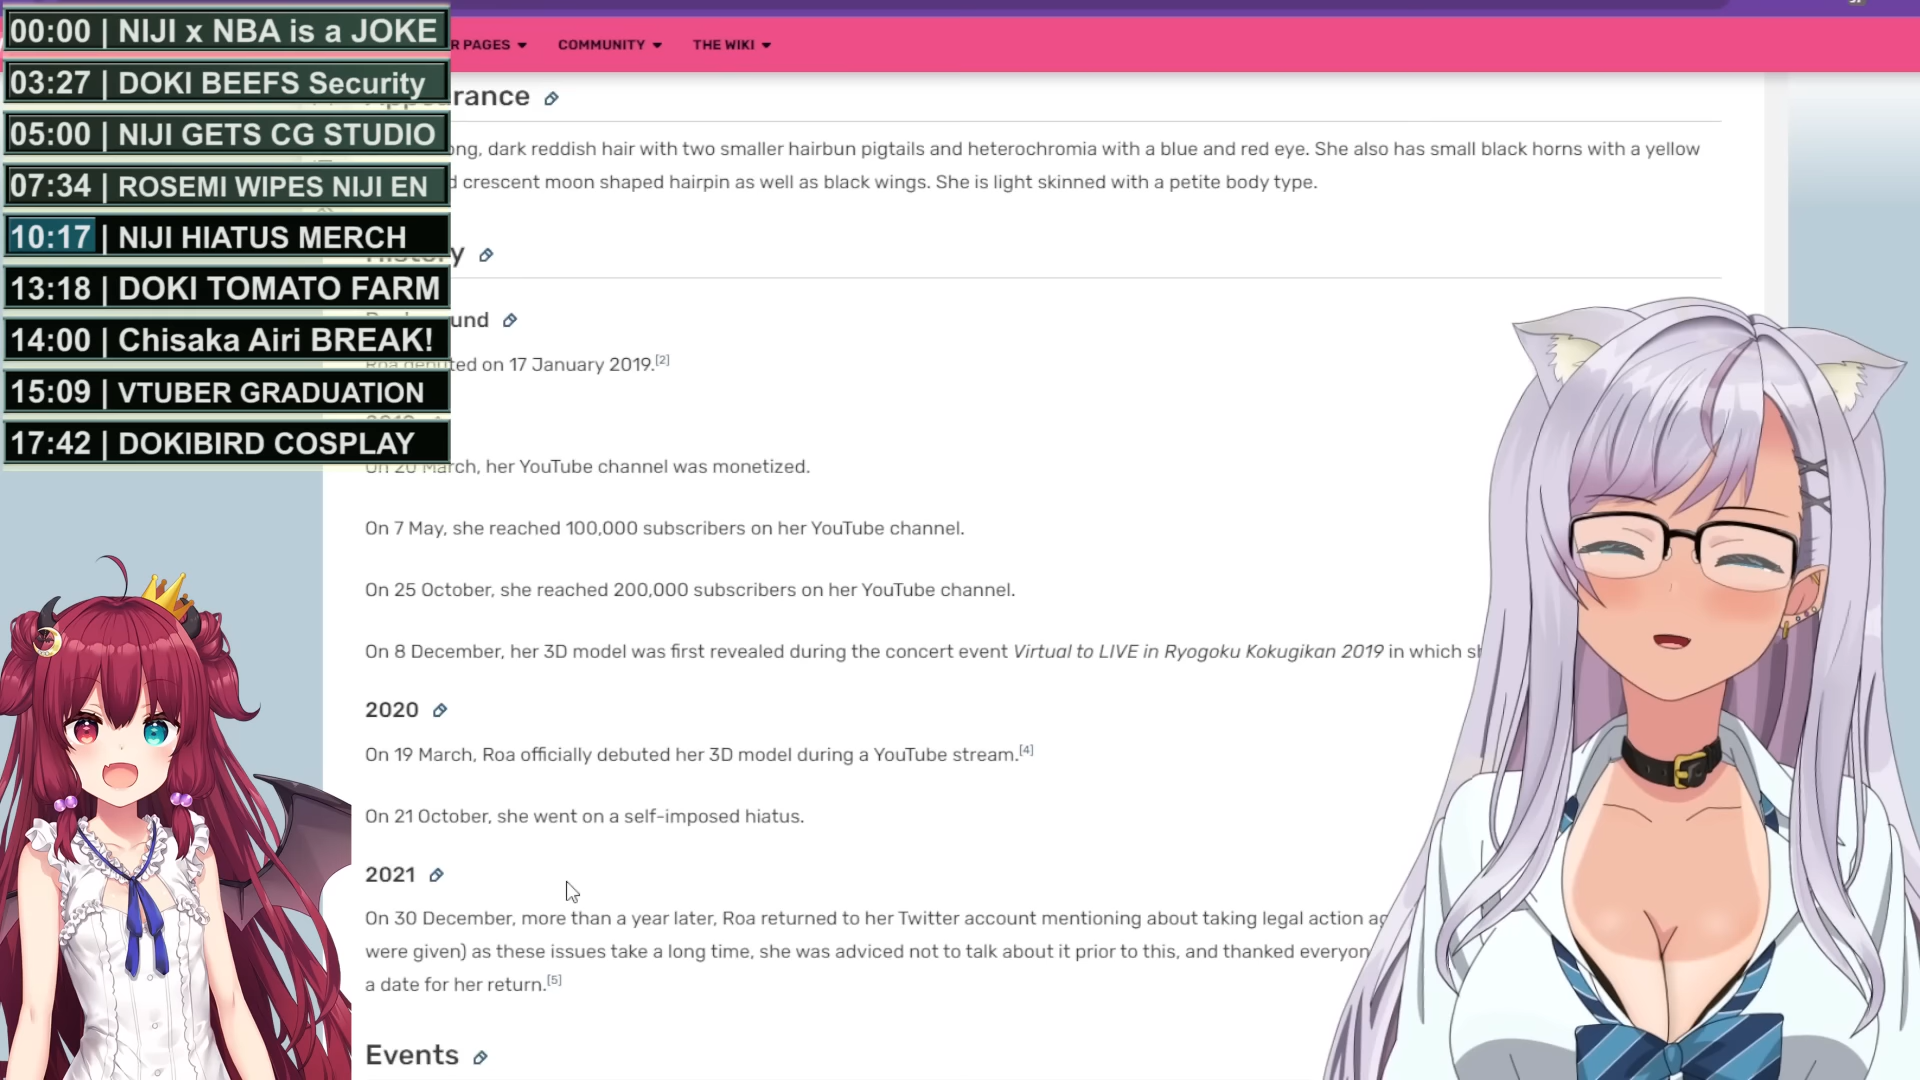 00:00 | NIJI x NBA is a JOKE
03:27 | DOKI BEEFS Security
05:00 | NIJI GETS CG STUDIO
07:34 | ROSEMI WIPES NIJI EN
10:17 | NIJI HIATUS MERCH
13:18 | DOKI TOMATO FARM
14:00 | Chisaka Airi BREAK!
15:09 | VTUBER GRADUATION
17:42 | DOKIBIRD COSPLAY
R PAGES COMMUNITY THE WIKI
Appearance
ong, dark reddish hair with two smaller hairbun pigtails and heterochromia with a blue and red eye. She also has small black horns with a yellow
d crescent moon shaped hairpin as well as black wings. She is light skinned with a petite body type.
History
Background
Roa debuted on 17 January 2019.[2]
On 20 March, her YouTube channel was monetized.
On 7 May, she reached 100,000 subscribers on her YouTube channel.
On 25 October, she reached 200,000 subscribers on her YouTube channel.
On 8 December, her 3D model was first revealed during the concert event Virtual to LIVE in Ryogoku Kokugikan 2019 in which sh
2020
On 19 March, Roa officially debuted her 3D model during a YouTube stream.[4]
On 21 October, she went on a self-imposed hiatus.
2021
On 30 December, more than a year later, Roa returned to her Twitter account mentioning about taking legal action ag
were given) as these issues take a long time, she was adviced not to talk about it prior to this, and thanked everyon
a date for her return.[5]
Events